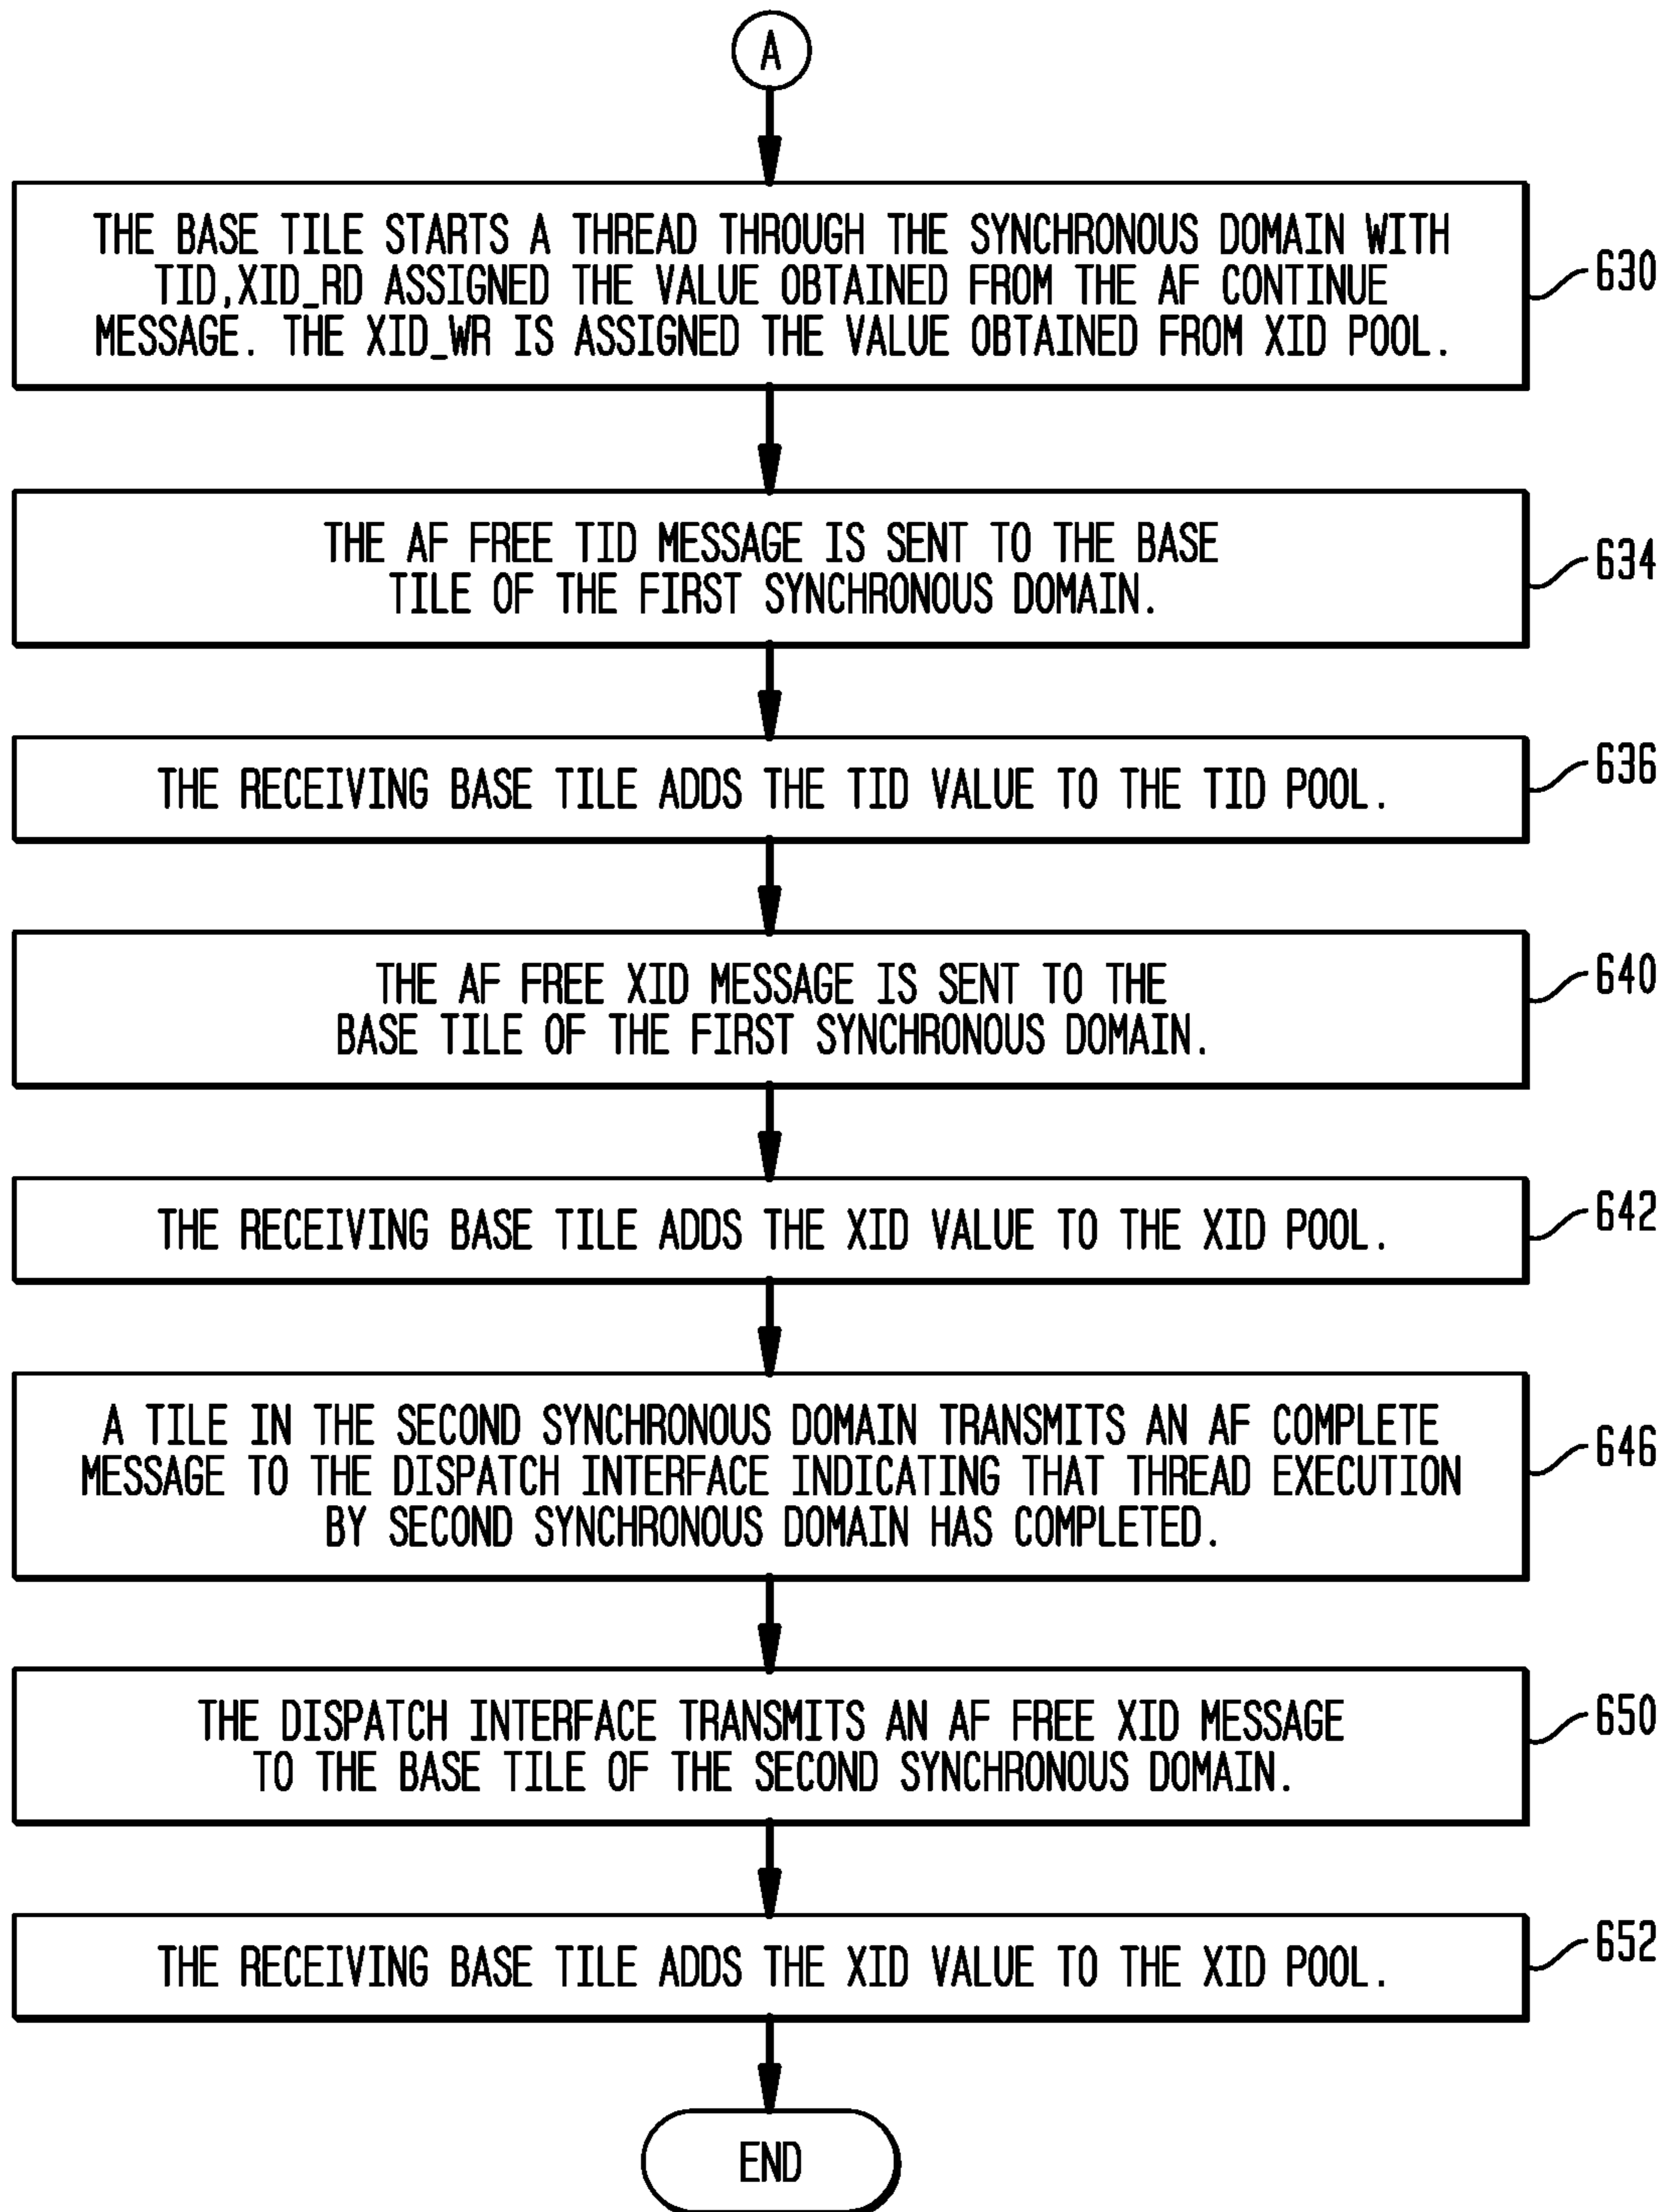 A
THE BASE TILE STARTS A THREAD THROUGH THE SYNCHRONOUS DOMAIN WITH
TID,XID_RD ASSIGNED THE VALUE OBTAINED FROM THE AF CONTINUE
MESSAGE. THE XID_WR IS ASSIGNED THE VALUE OBTAINED FROM XID POOL.
630
THE AF FREE TID MESSAGE IS SENT TO THE BASE
TILE OF THE FIRST SYNCHRONOUS DOMAIN.
634
THE RECEIVING BASE TILE ADDS THE TID VALUE TO THE TID POOL.
636
THE AF FREE XID MESSAGE IS SENT TO THE
BASE TILE OF THE FIRST SYNCHRONOUS DOMAIN.
640
THE RECEIVING BASE TILE ADDS THE XID VALUE TO THE XID POOL.
642
A TILE IN THE SECOND SYNCHRONOUS DOMAIN TRANSMITS AN AF COMPLETE
MESSAGE TO THE DISPATCH INTERFACE INDICATING THAT THREAD EXECUTION
BY SECOND SYNCHRONOUS DOMAIN HAS COMPLETED.
646
THE DISPATCH INTERFACE TRANSMITS AN AF FREE XID MESSAGE
TO THE BASE TILE OF THE SECOND SYNCHRONOUS DOMAIN.
650
THE RECEIVING BASE TILE ADDS THE XID VALUE TO THE XID POOL.
652
END